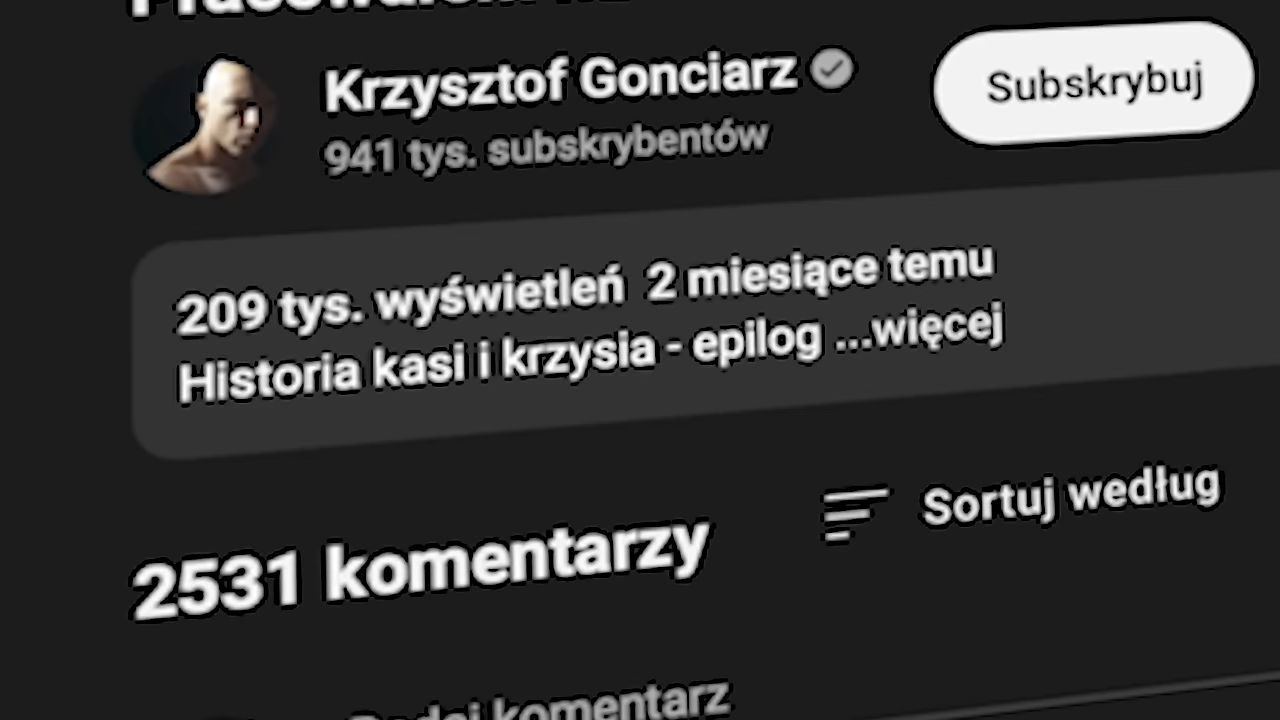 Krzysztof Gonciarz
Subskrybuj
941 tys. subskrybentów
209 tys. wyświetleń 2 miesiące temu
Historia kasi i krzysia - epilog ...więcej
2531 komentarzy
Sortuj według
komentarz